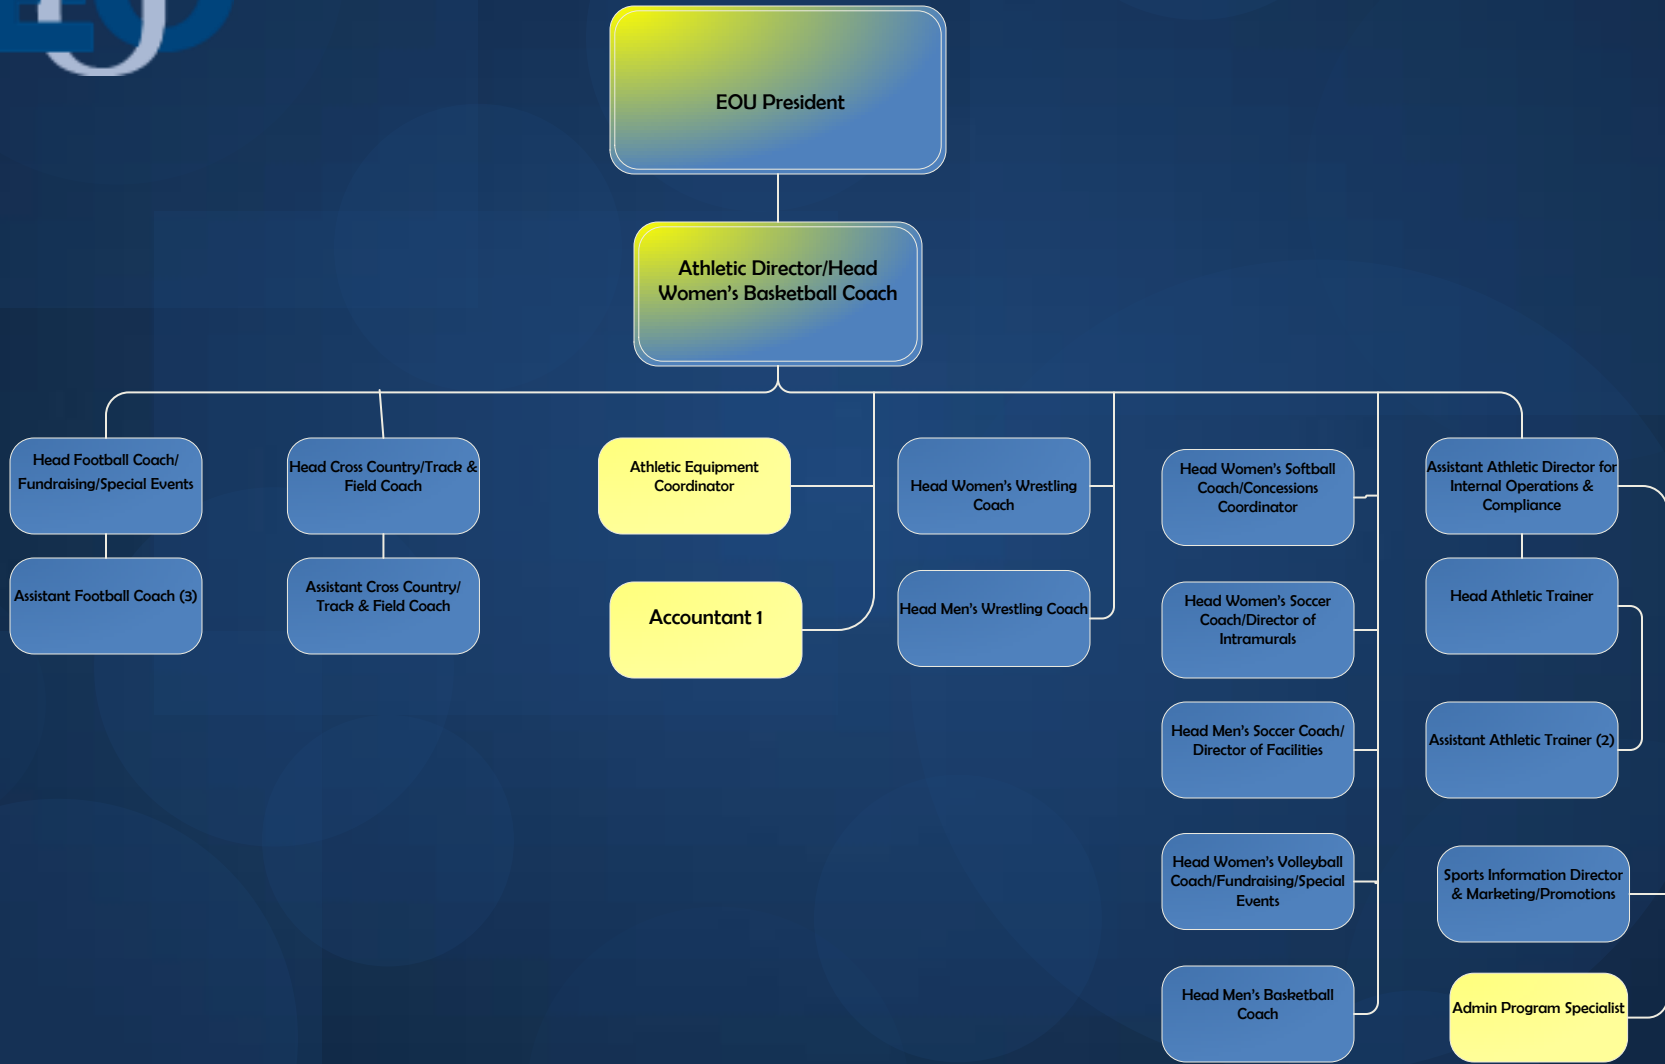 EO
EOU President
Athletic Director/Head
Women's Basketball Coach
Head Football Coach/
Fundraising/Special Events
Assistant Football Coach (3)
Head Cross Country/Track &
Field Coach
Assistant Cross Country/
Track & Field Coach
Athletic Equipment
Coordinator
Accountant 1
Head Women's Wrestling
Coach
Head Men's Wrestling Coach
Head Women's Softball
Coach/Concessions
Coordinator
Head Women's Soccer
Coach/Director of
Intramurals
Head Men's Soccer Coach/
Director of Facilities
Head Women's Volleyball
Coach/Fundraising/Special
Events
Head Men's Basketball
Coach
Assistant Athletic Director for
Internal Operations &
Compliance
Head Athletic Trainer
Assistant Athletic Trainer (2)
Sports Information Director
& Marketing/Promotions
Admin Program Specialist